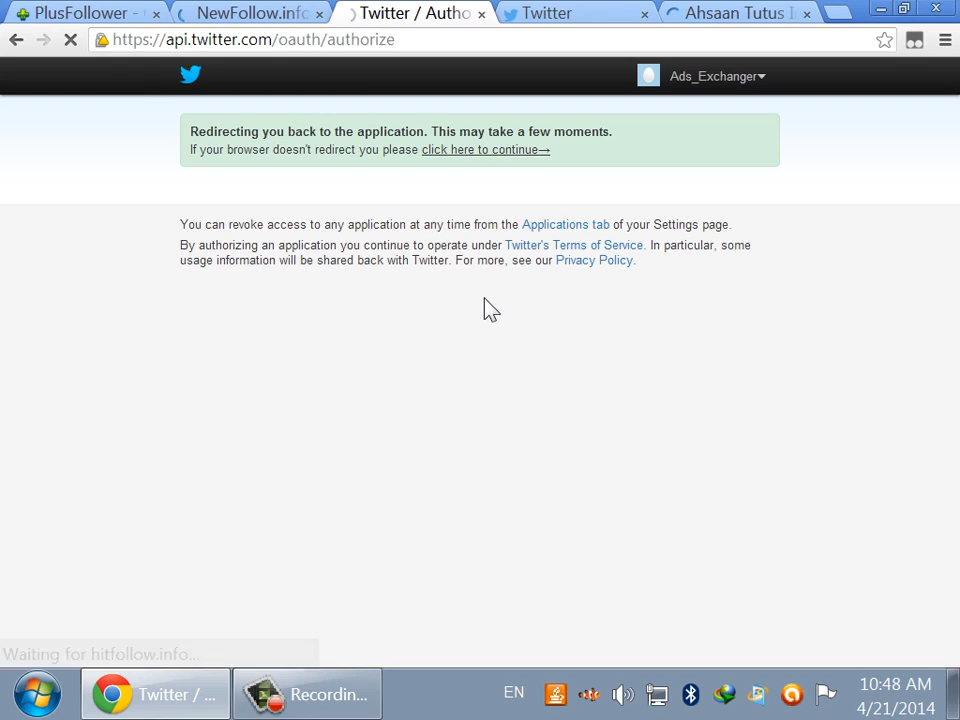 PlusFollower -
NewFollow.info
Twitter / Autho
Twitter
Ahsaan Tutus I
https://api.twitter.com/oauth/authorize
Ads_Exchanger
Redirecting you back to the application. This may take a few moments.
If your browser doesn't redirect you please click here to continue→
You can revoke access to any application at any time from the Applications tab of your Settings page.
By authorizing an application you continue to operate under Twitter's Terms of Service. In particular, some
usage information will be shared back with Twitter. For more, see our Privacy Policy.
Waiting for hitfollow.info...
Twitter / ...
Recordin...
EN
10:48 AM
4/21/2014